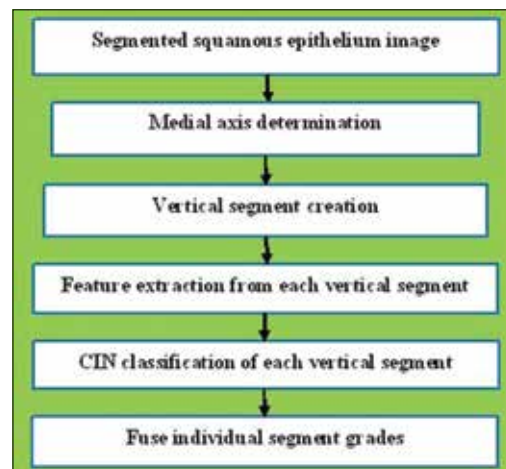 Segmented squamous epithelium image
Medial axis determination
Vertical segment creation
Feature extraction from each vertical segment
CIN classification of each vertical segment
Fuse individual segment grades